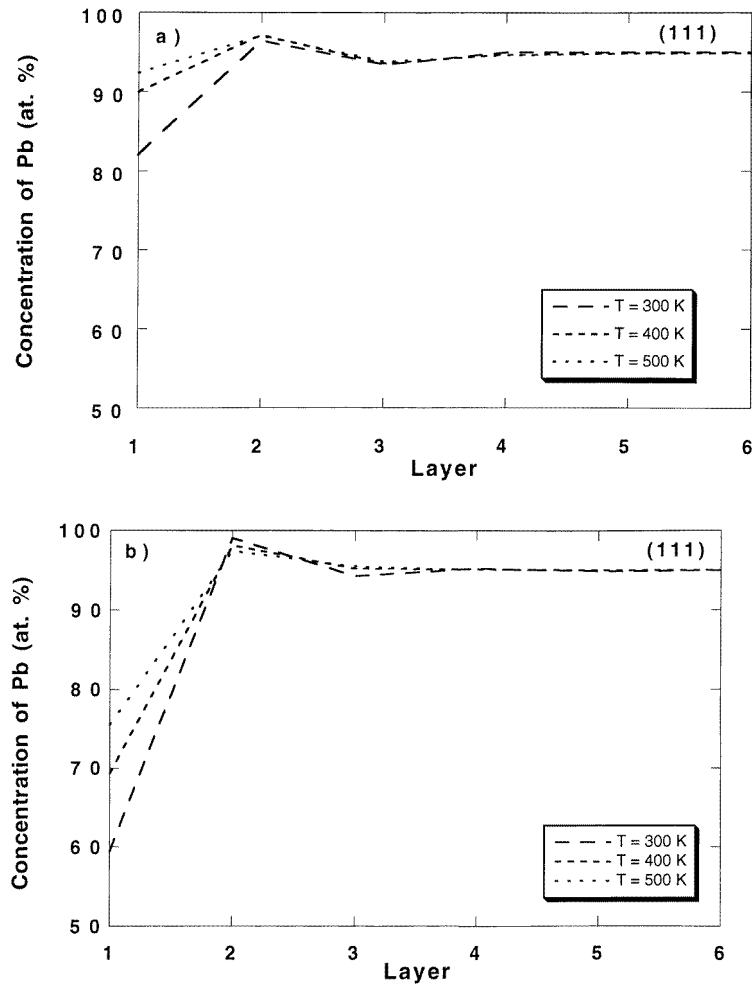 a) (111)
Concentration of Pb (at. %)
100
90
80
70
60
50
T = 300 K
T = 400 K
T = 500 K
1 2 3 4 5 6
Layer
b) (111)
Concentration of Pb (at. %)
100
90
80
70
60
50
T = 300 K
T = 400 K
T = 500 K
1 2 3 4 5 6
Layer